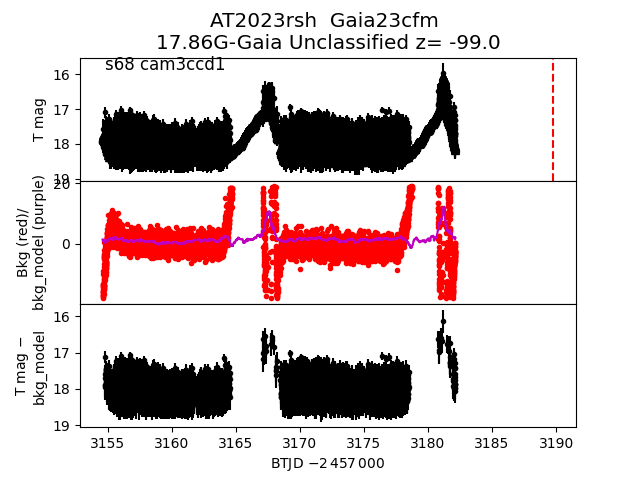 AT2023rsh  Gaia23cfm
17.86G-Gaia Unclassified z= -99.0
s68 cam3ccd1
16
17
18
19
T mag
20
0
Bkg (red)/
bkg_model (purple)
16
17
18
19
T mag −
bkg_model
3155 3160 3165 3170 3175 3180 3185 3190
BTJD −2 457 000